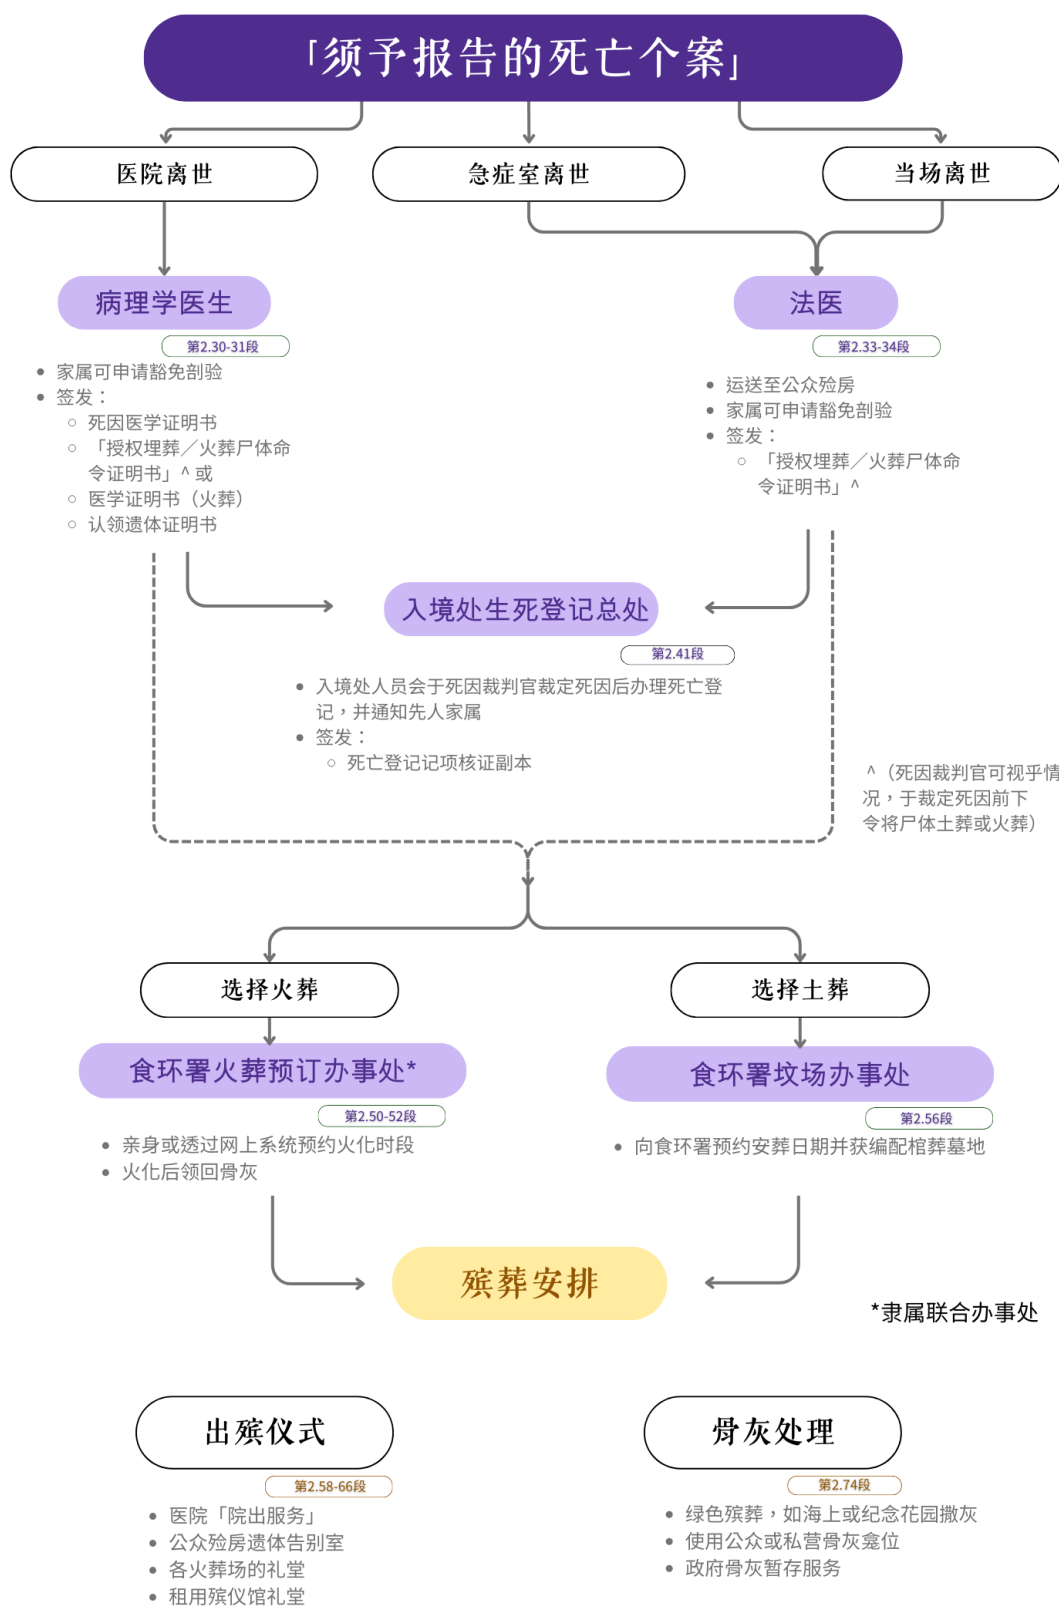 「须予报告的死亡个案」
医院离世
急症室离世
当场离世
病理学医生
第2.30-31段
• 家属可申请豁免剖验
• 签发：
○ 死因医学证明书
○ 「授权埋葬／火葬尸体命
令证明书」^ 或
○ 医学证明书（火葬）
○ 认领遗体证明书
法医
第2.33-34段
• 运送至公众殓房
• 家属可申请豁免剖验
• 签发：
○ 「授权埋葬／火葬尸体命
令证明书」^
入境处生死登记总处
第2.41段
• 入境处人员会于死因裁判官裁定死因后办理死亡登
记，并通知先人家属
• 签发：
○ 死亡登记记项核证副本
^（死因裁判官可视乎情
况，于裁定死因前下
令将尸体土葬或火葬）
选择火葬
选择土葬
食环署火葬预订办事处*
第2.50-52段
• 亲身或透过网上系统预约火化时段
• 火化后领回骨灰
食环署坟场办事处
第2.56段
• 向食环署预约安葬日期并获编配棺葬墓地
殡葬安排
*隶属联合办事处
出殡仪式
第2.58-66段
• 医院「院出服务」
• 公众殓房遗体告别室
• 各火葬场的礼堂
• 租用殡仪馆礼堂
骨灰处理
第2.74段
• 绿色殡葬，如海上或纪念花园撒灰
• 使用公众或私营骨灰龛位
• 政府骨灰暂存服务